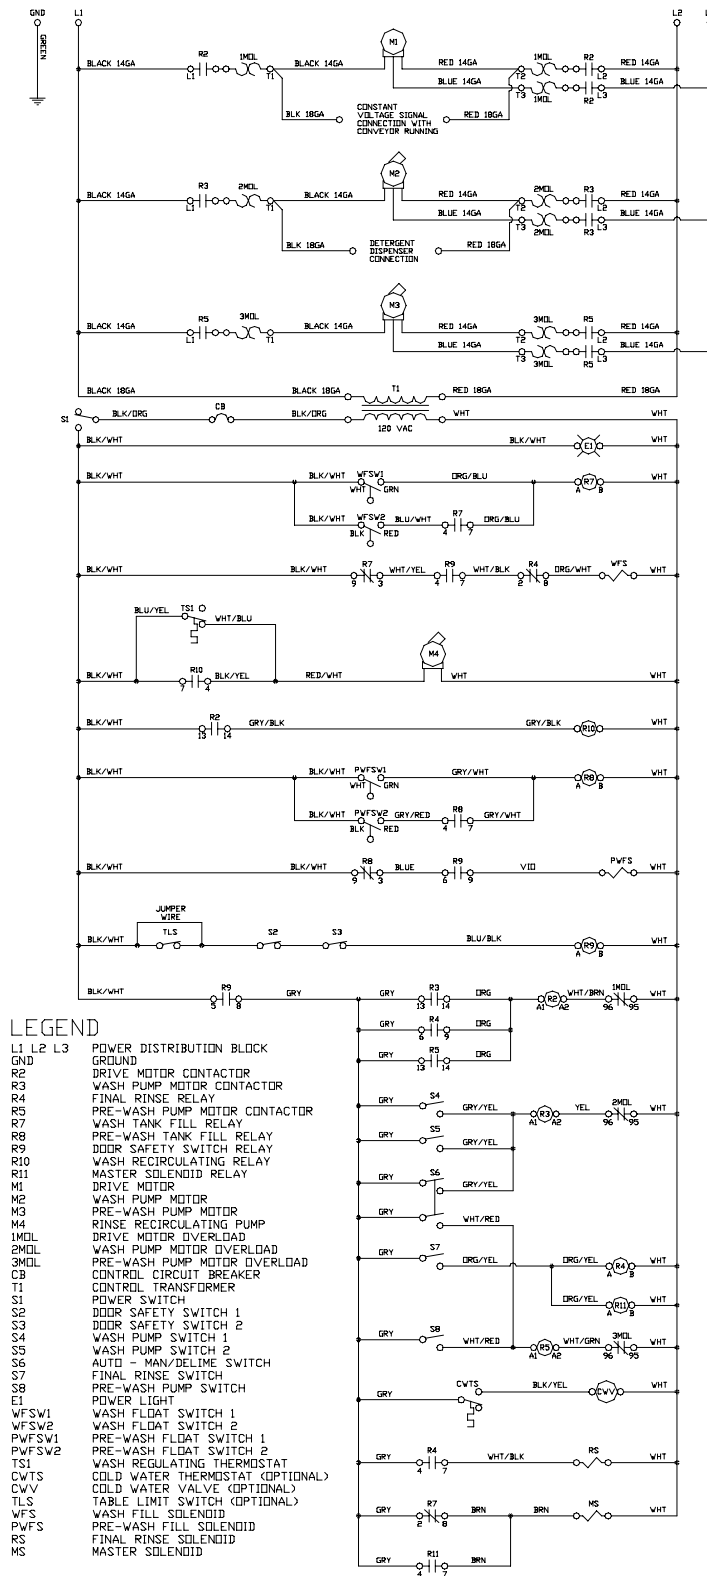 GND L1 L2 L
GREEN
M1
BLACK 14GA R2 1MOL BLACK 14GA RED 14GA 1MOL R2 RED 14GA
L1 T1 T2 L2
BLUE 14GA BLUE 14GA
T3 1MOL R2 L3
BLK 18GA CONSTANT VOLTAGE SIGNAL CONNECTION WITH CONVEYOR RUNNING RED 18GA
M2
BLACK 14GA R3 2MOL BLACK 14GA RED 14GA 2MOL R3 RED 14GA
L1 T1 T2 L2
BLUE 14GA BLUE 14GA
T3 2MOL R3 L3
BLK 18GA DETERGENT DISPENSER CONNECTION RED 18GA
M3
BLACK 14GA R5 3MOL BLACK 14GA RED 14GA 3MOL R5 RED 14GA
L1 T1 T2 L2
BLUE 14GA BLUE 14GA
T3 3MOL R5 L3
BLACK 18GA BLACK 18GA T1 RED 18GA RED 18GA
S1 BLK/ORG CB BLK/ORG 120 VAC WHT WHT
BLK/WHT BLK/WHT E1 WHT
BLK/WHT BLK/WHT WFSW1 ORG/BLU R7 WHT
WHT GRN A B
BLK/WHT WFSW2 BLU/WHT R7 ORG/BLU
BLK RED 4 7
BLK/WHT BLK/WHT R7 WHT/YEL R9 WHT/BLK R4 ORG/WHT WFS WHT
9 3 4 7 2 8
BLU/YEL TS1 WHT/BLU
BLK/WHT R10 BLK/YEL RED/WHT M4 WHT WHT
7 4
BLK/WHT R2 GRY/BLK GRY/BLK R10 WHT
13 14
BLK/WHT BLK/WHT PWFSW1 GRY/WHT R8 WHT
WHT GRN A B
BLK/WHT PWFSW2 GRY/RED R8 GRY/WHT
BLK RED 4 7
BLK/WHT BLK/WHT R8 BLUE R9 VIO PWFS WHT
9 3 6 9
JUMPER WIRE
BLK/WHT TLS S2 S3 BLU/BLK R9 WHT
A B
BLK/WHT R9 GRY GRY R3 ORG R2 WHT/BRN 1MOL WHT
5 8 13 14 A1 A2 96 95
GRY R4 ORG
6 9
GRY R5 ORG
13 14
GRY S4 GRY/YEL R3 YEL 2MOL WHT
A1 A2 96 95
GRY S5 GRY/YEL
GRY S6 GRY/YEL
GRY WHT/RED
GRY S7 ORG/YEL ORG/YEL R4 WHT
A B
ORG/YEL R11 WHT
A B
GRY S8 WHT/RED R5 WHT/GRN 3MOL WHT
A1 A2 96 95
GRY CWTS BLK/YEL CWV WHT
GRY R4 WHT/BLK RS WHT
4 7
GRY R7 BRN BRN MS WHT
2 8
GRY R11 BRN
4 7
LEGEND
L1 L2 L3 POWER DISTRIBUTION BLOCK
GND GROUND
R2 DRIVE MOTOR CONTACTOR
R3 WASH PUMP MOTOR CONTACTOR
R4 FINAL RINSE RELAY
R5 PRE-WASH PUMP MOTOR CONTACTOR
R7 WASH TANK FILL RELAY
R8 PRE-WASH TANK FILL RELAY
R9 DOOR SAFETY SWITCH RELAY
R10 WASH RECIRCULATING RELAY
R11 MASTER SOLENOID RELAY
M1 DRIVE MOTOR
M2 WASH PUMP MOTOR
M3 PRE-WASH PUMP MOTOR
M4 RINSE RECIRCULATING PUMP
1MOL DRIVE MOTOR OVERLOAD
2MOL WASH PUMP MOTOR OVERLOAD
3MOL PRE-WASH PUMP MOTOR OVERLOAD
CB CONTROL CIRCUIT BREAKER
T1 CONTROL TRANSFORMER
S1 POWER SWITCH
S2 DOOR SAFETY SWITCH 1
S3 DOOR SAFETY SWITCH 2
S4 WASH PUMP SWITCH 1
S5 WASH PUMP SWITCH 2
S6 AUTO - MAN/DELIME SWITCH
S7 FINAL RINSE SWITCH
S8 PRE-WASH PUMP SWITCH
E1 POWER LIGHT
WFSW1 WASH FLOAT SWITCH 1
WFSW2 WASH FLOAT SWITCH 2
PWFSW1 PRE-WASH FLOAT SWITCH 1
PWFSW2 PRE-WASH FLOAT SWITCH 2
TS1 WASH REGULATING THERMOSTAT
CWTS COLD WATER THERMOSTAT (OPTIONAL)
CWV COLD WATER VALVE (OPTIONAL)
TLS TABLE LIMIT SWITCH (OPTIONAL)
WFS WASH FILL SOLENOID
PWFS PRE-WASH FILL SOLENOID
RS FINAL RINSE SOLENOID
MS MASTER SOLENOID